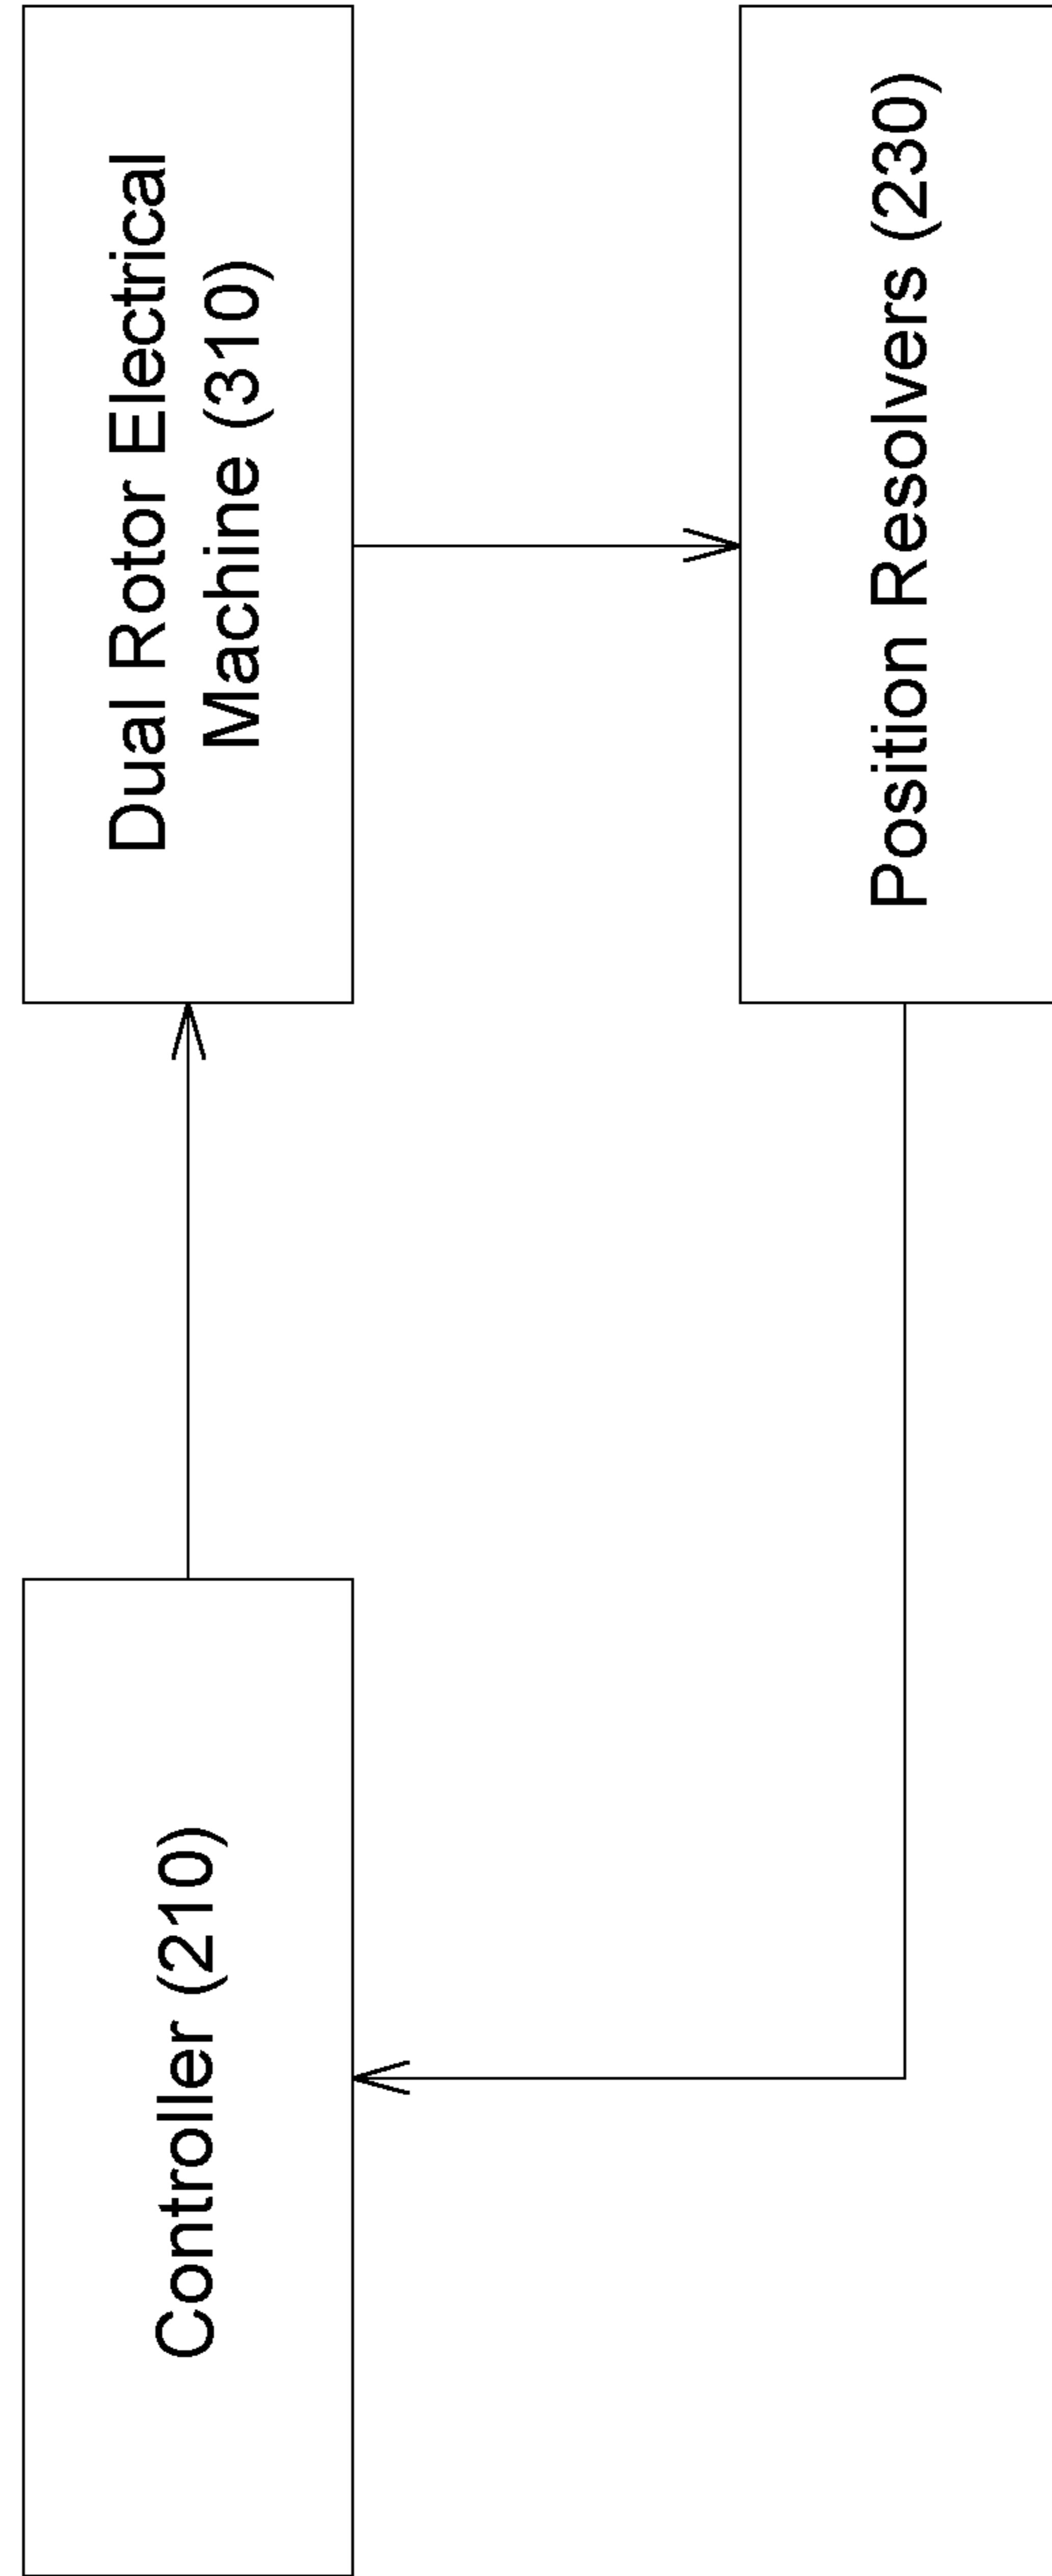 Controller (210)
Dual Rotor Electrical
Machine (310)
Position Resolvers (230)